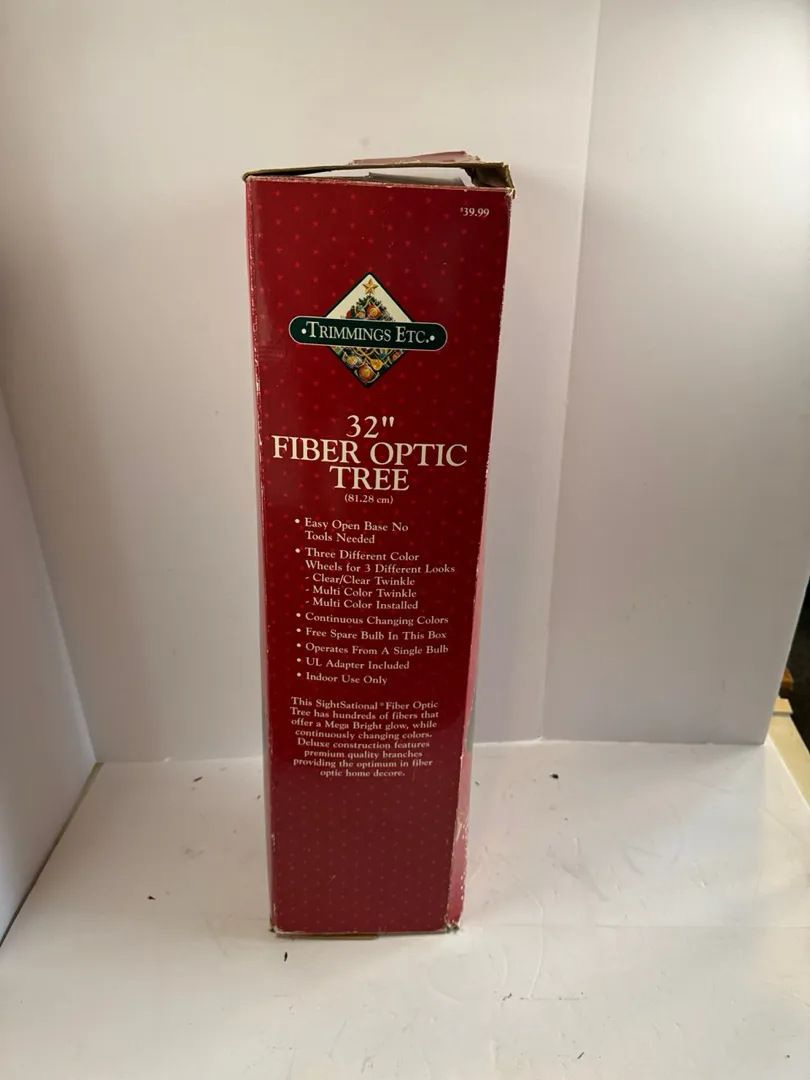 $39.99
•TRIMMINGS ETC.•
32"
FIBER OPTIC
TREE
(81.28 cm)
• Easy Open Base No
Tools Needed
• Three Different Color
Wheels for 3 Different Looks
- Clear/Clear Twinkle
- Multi Color Twinkle
- Multi Color Installed
• Continuous Changing Colors
• Free Spare Bulb In This Box
• Operates From A Single Bulb
• UL Adapter Included
• Indoor Use Only
This SightSational® Fiber Optic
Tree has hundreds of fibers that
offer a Mega Bright glow, while
continuously changing colors.
Deluxe construction features
premium quality branches
providing the optimum in fiber
optic home decore.